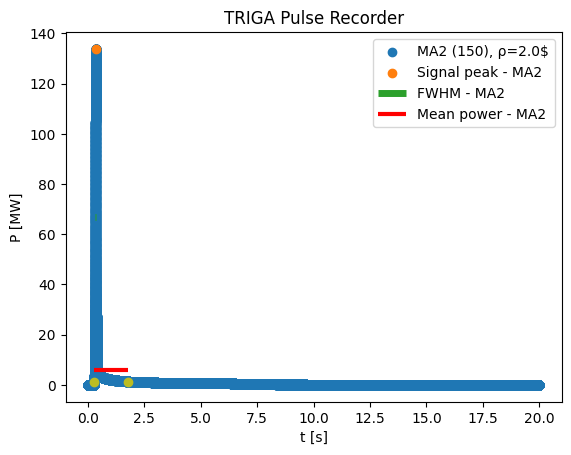 TRIGA Pulse Recorder
MA2 (150), ρ=2.0$
Signal peak - MA2
FWHM - MA2
Mean power - MA2
P [MW]
140
120
100
80
60
40
20
0
0.0 2.5 5.0 7.5 10.0 12.5 15.0 17.5 20.0
t [s]